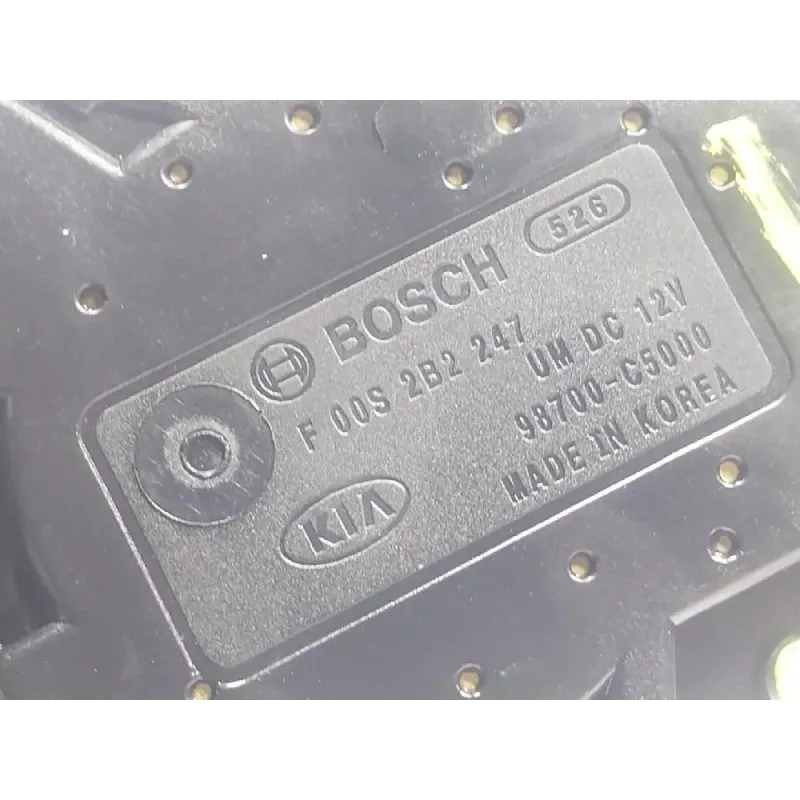 526
BOSCH
F 00S 2B2 247
UM DC 12V
98700-C5000
MADE IN KOREA
KIA